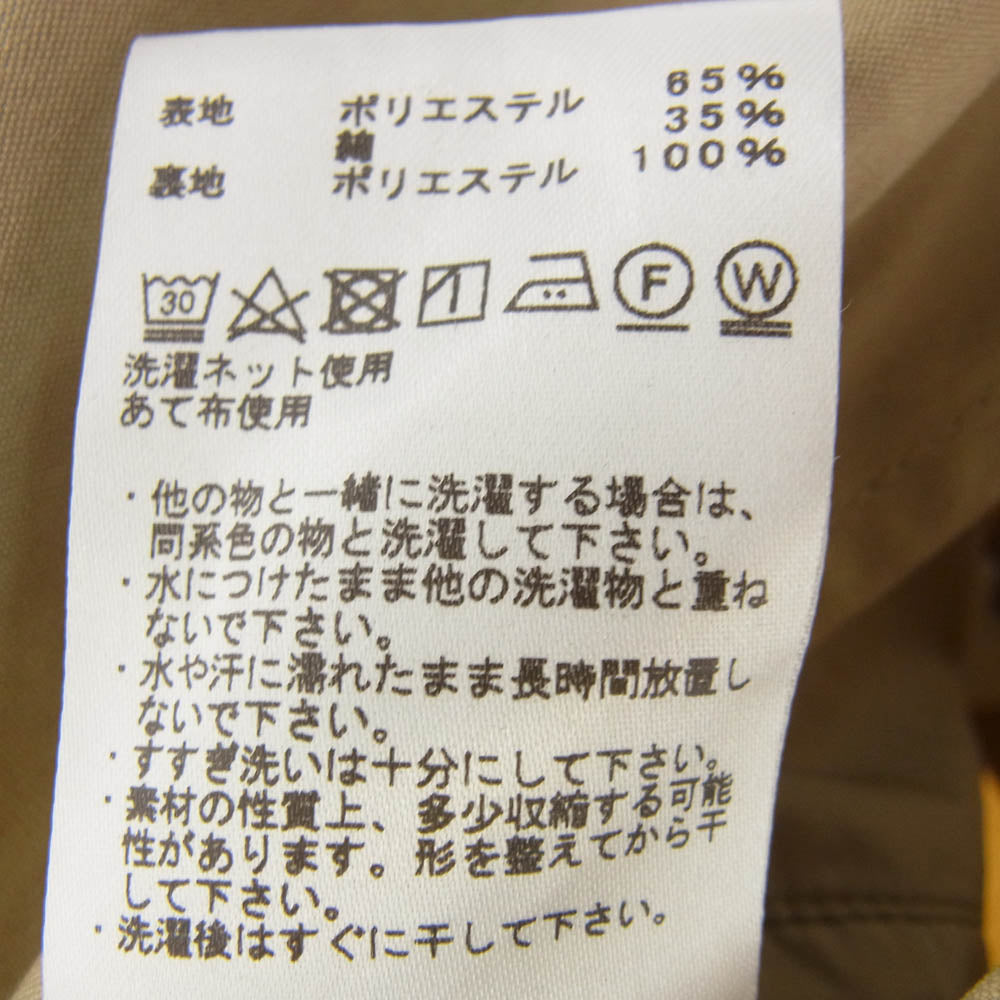 表地 ポリエステル 65%
綿 35%
裏地 ポリエステル 100%
30 F W
洗濯ネット使用
あて布使用
・他の物と一緒に洗濯する場合は、
同系色の物と洗濯して下さい。
・水につけたまま他の洗濯物と重ね
ないで下さい。
・水や汗に濡れたまま長時間放置し
ないで下さい。
・すすぎ洗いは十分にして下さい。
・素材の性質上、多少収縮する可能
性があります。形を整えてから干
して下さい。
・洗濯後はすぐに干して下さい。